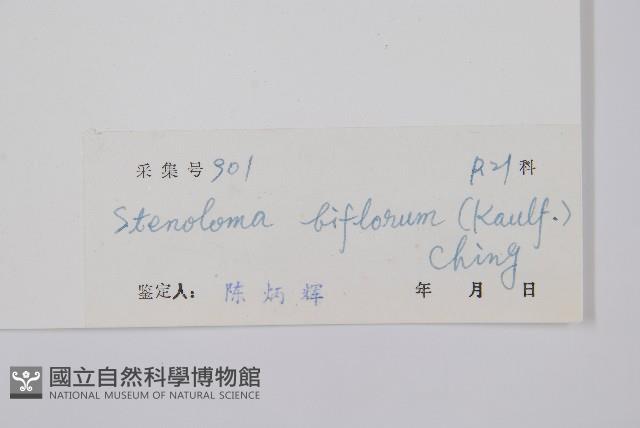 采集号 901 P21 科
Stenoloma biflorum (Kaulf.)
Ching
鉴定人: 陈炳辉 年 月 日
國立自然科學博物館
NATIONAL MUSEUM OF NATURAL SCIENCE